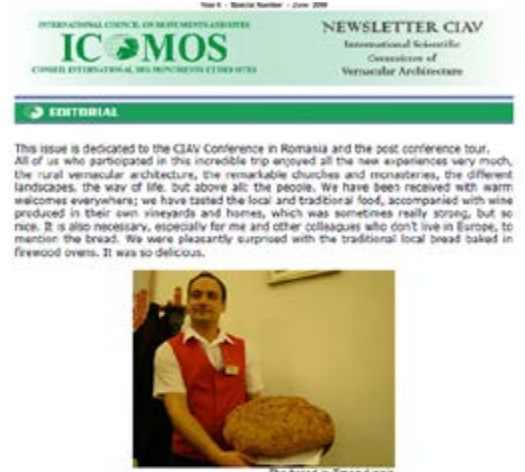 Year 6 - Special Number - June 2008
INTERNATIONAL COUNCIL ON MONUMENTS AND SITES
ICOMOS
CONSEIL INTERNATIONAL DES MONUMENTS ET DES SITES
NEWSLETTER CIAV
International Scientific
Committee of
Vernacular Architecture
EDITORIAL
This issue is dedicated to the CIAV Conference in Romania and the post conference tour.
All of us who participated in this incredible trip enjoyed all the new experiences very much,
the rural vernacular architecture, the remarkable churches and monasteries, the different
landscapes, the way of life, but above all: the people. We have been received with warm
welcomes everywhere; we have tasted the local and traditional food, accompanied with wine
produced in their own vineyards and homes, which was sometimes really strong, but so
nice. It is also necessary, especially for me and other colleagues who don't live in Europe, to
mention the bread. We were pleasantly surprised with the traditional local bread baked in
firewood ovens. It was so delicious.